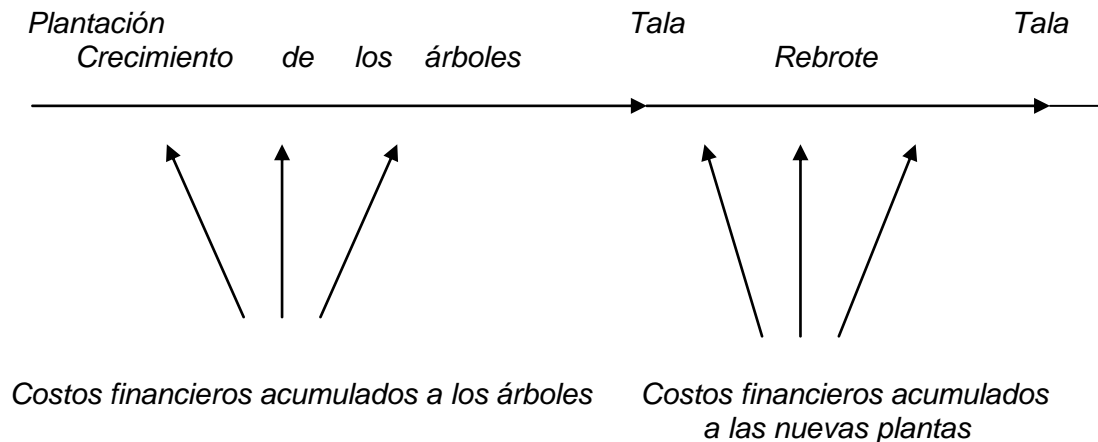 Plantación Tala Tala
Crecimiento de los árboles Rebrote
Costos financieros acumulados a los árboles Costos financieros acumulados
a las nuevas plantas